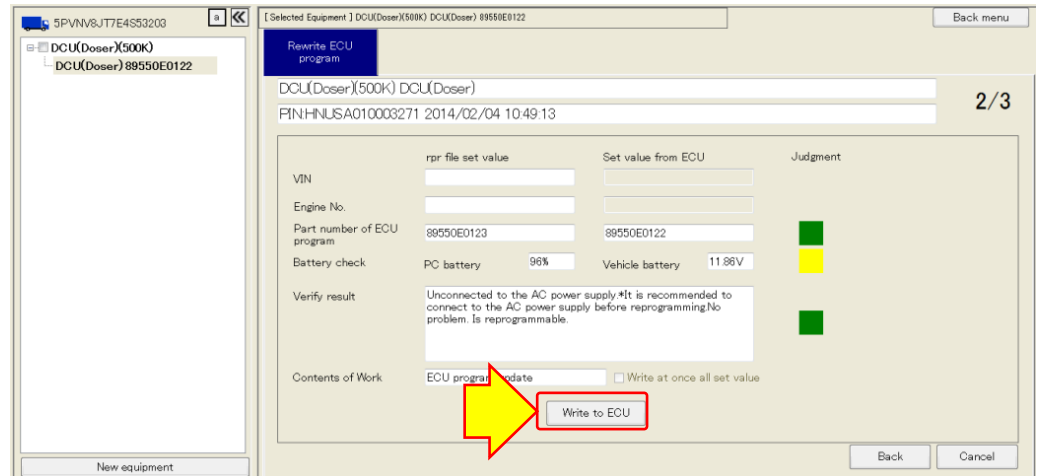 5PVNV8JT7E4S53203
a
[ Selected Equipment ] DCU(Doser)(500K) DCU(Doser) 89550E0122
Back menu
DCU(Doser)(500K)
DCU(Doser) 89550E0122
Rewrite ECU
program
DCU(Doser)(500K) DCU(Doser)
PIN:HNUSA010003271 2014/02/04 10:49:13
2/3
rpr file set value
Set value from ECU
Judgment
VIN
Engine No.
Part number of ECU
program
89550E0123
89550E0122
Battery check
PC battery
96%
Vehicle battery
11.86V
Verify result
Unconnected to the AC power supply.*It is recommended to
connect to the AC power supply before reprogramming.No
problem. Is reprogrammable.
Contents of Work
ECU program update
Write at once all set value
Write to ECU
Back
Cancel
New equipment